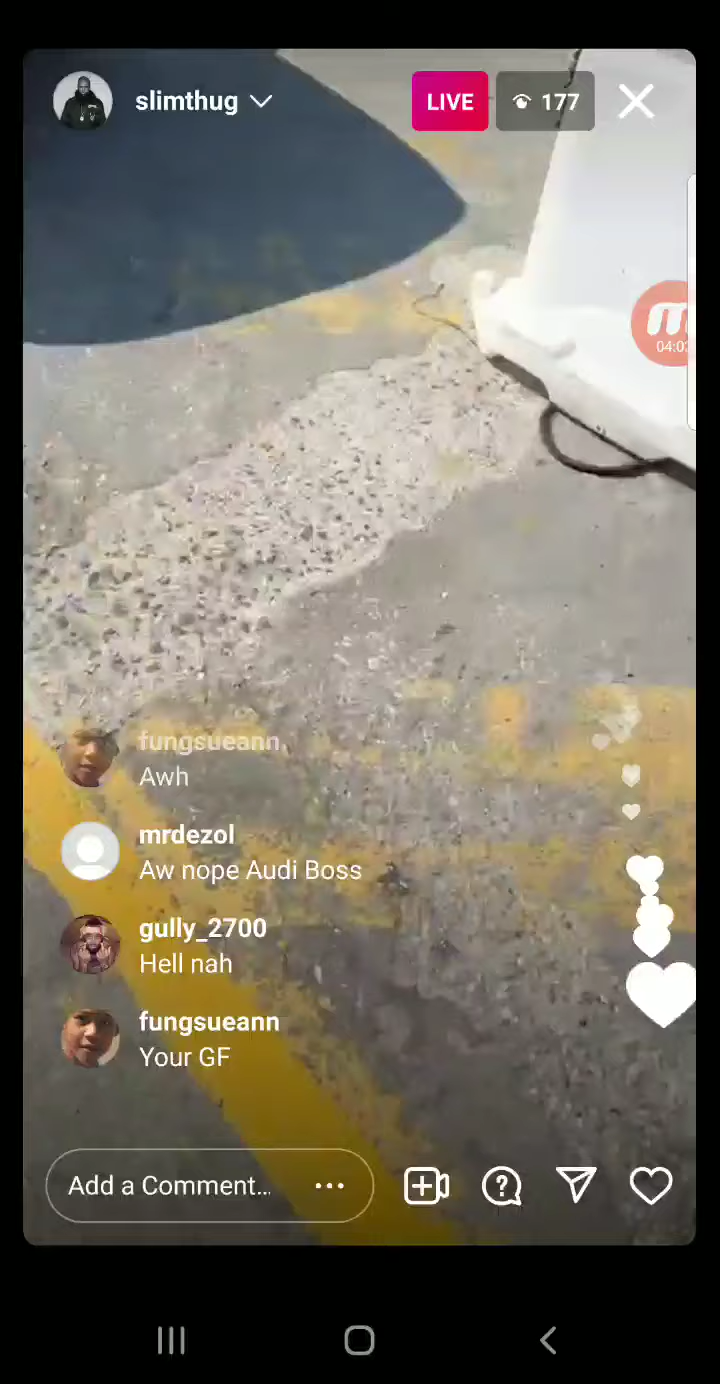 slimthug
LIVE
177
04:03
fungsueann
Awh
mrdezol
Aw nope Audi Boss
gully_2700
Hell nah
fungsueann
Your GF
Add a Comment...